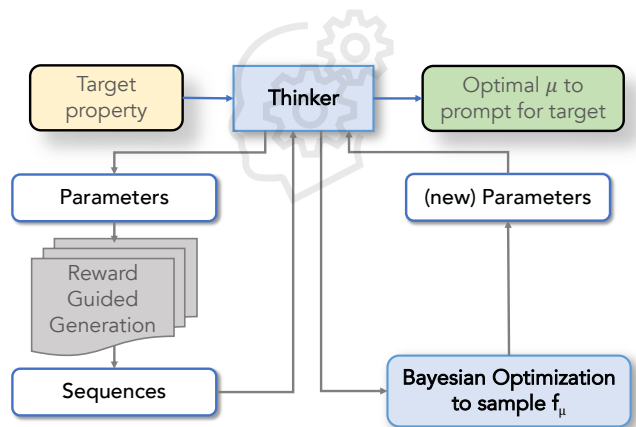 Target
property
Thinker
Optimal μ to
prompt for target
Parameters
(new) Parameters
Reward
Guided
Generation
Sequences
Bayesian Optimization
to sample fμ